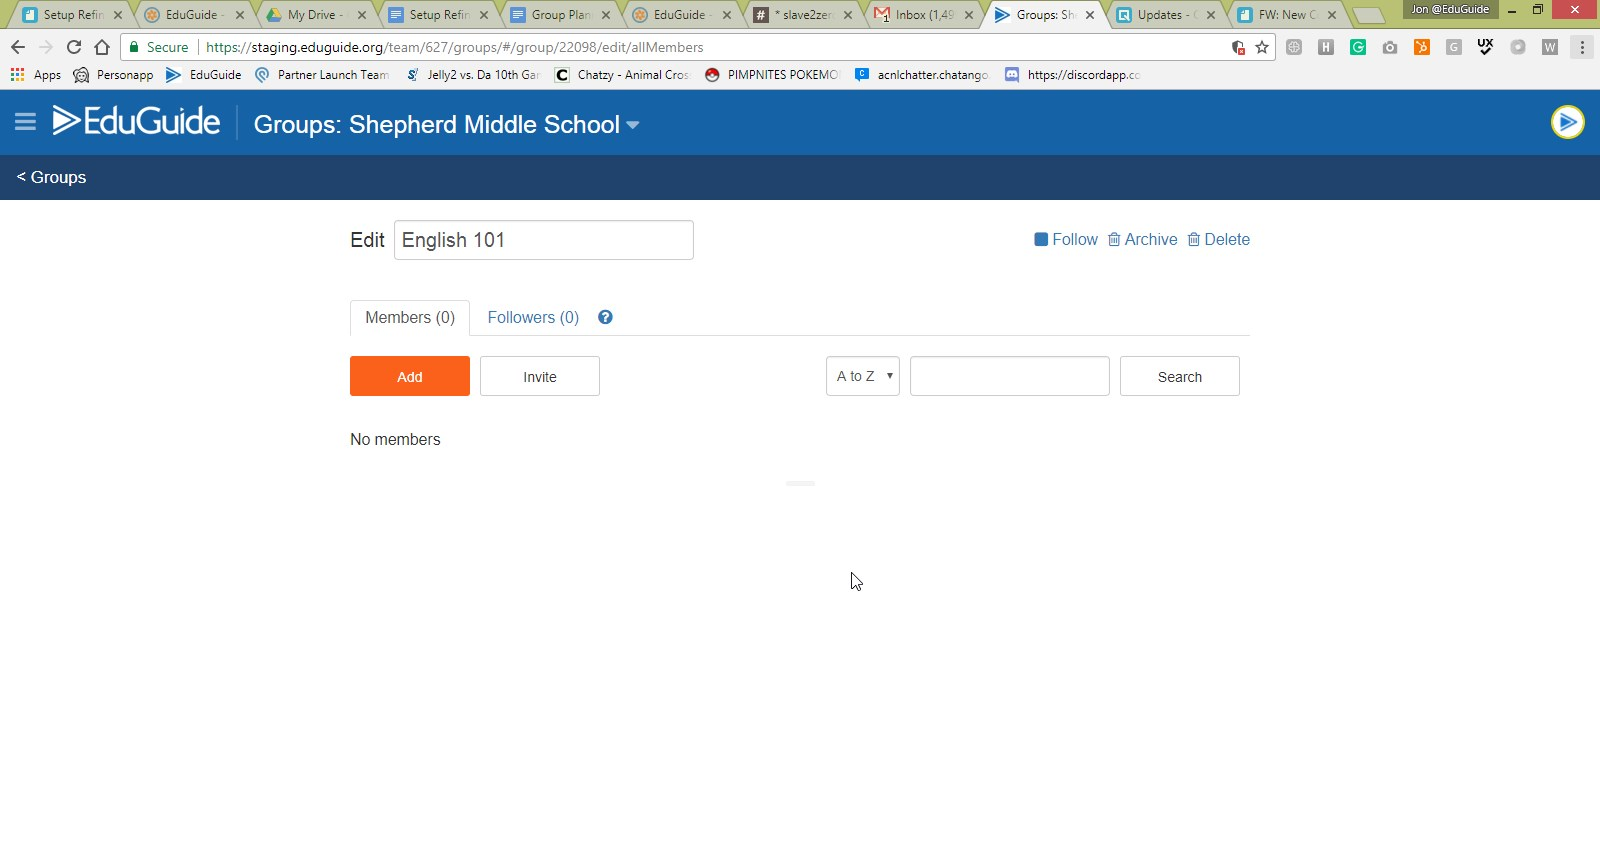 Setup Refin
EduGuide -
My Drive -
Setup Refin
Group Plan
EduGuide -
# * slave2zero
Inbox (1,49
Groups: Sh
Updates -
FW: New C
Jon @EduGuide
Secure https://staging.eduguide.org/team/627/groups/#/group/22098/edit/allMembers
Apps Personapp EduGuide Partner Launch Team Jelly2 vs. Da 10th Ga Chatzy - Animal Cros PIMPNITES POKEMO acnlchatter.chatango. https://discordapp.co
EduGuide Groups: Shepherd Middle School
< Groups
Edit English 101 Follow Archive Delete
Members (0) Followers (0) ?
Add Invite A to Z Search
No members